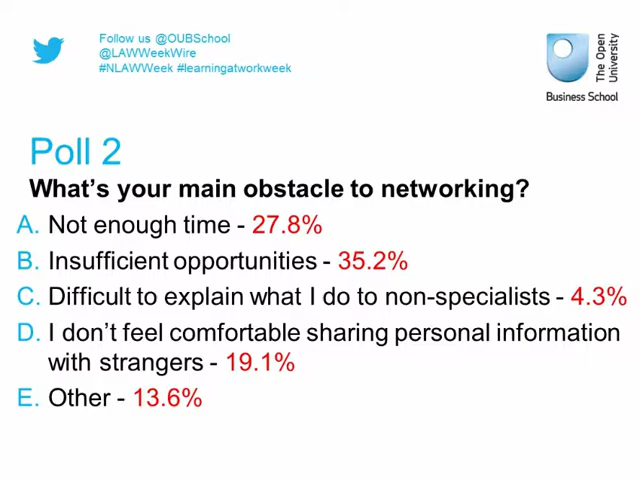 Follow us @OUBSchool
@LAWWeekWire
#NLAWWeek #learningatworkweek
The Open
University
Business School
Poll 2
What's your main obstacle to networking?
A. Not enough time - 27.8%
B. Insufficient opportunities - 35.2%
C. Difficult to explain what I do to non-specialists - 4.3%
D. I don't feel comfortable sharing personal information
with strangers - 19.1%
E. Other - 13.6%